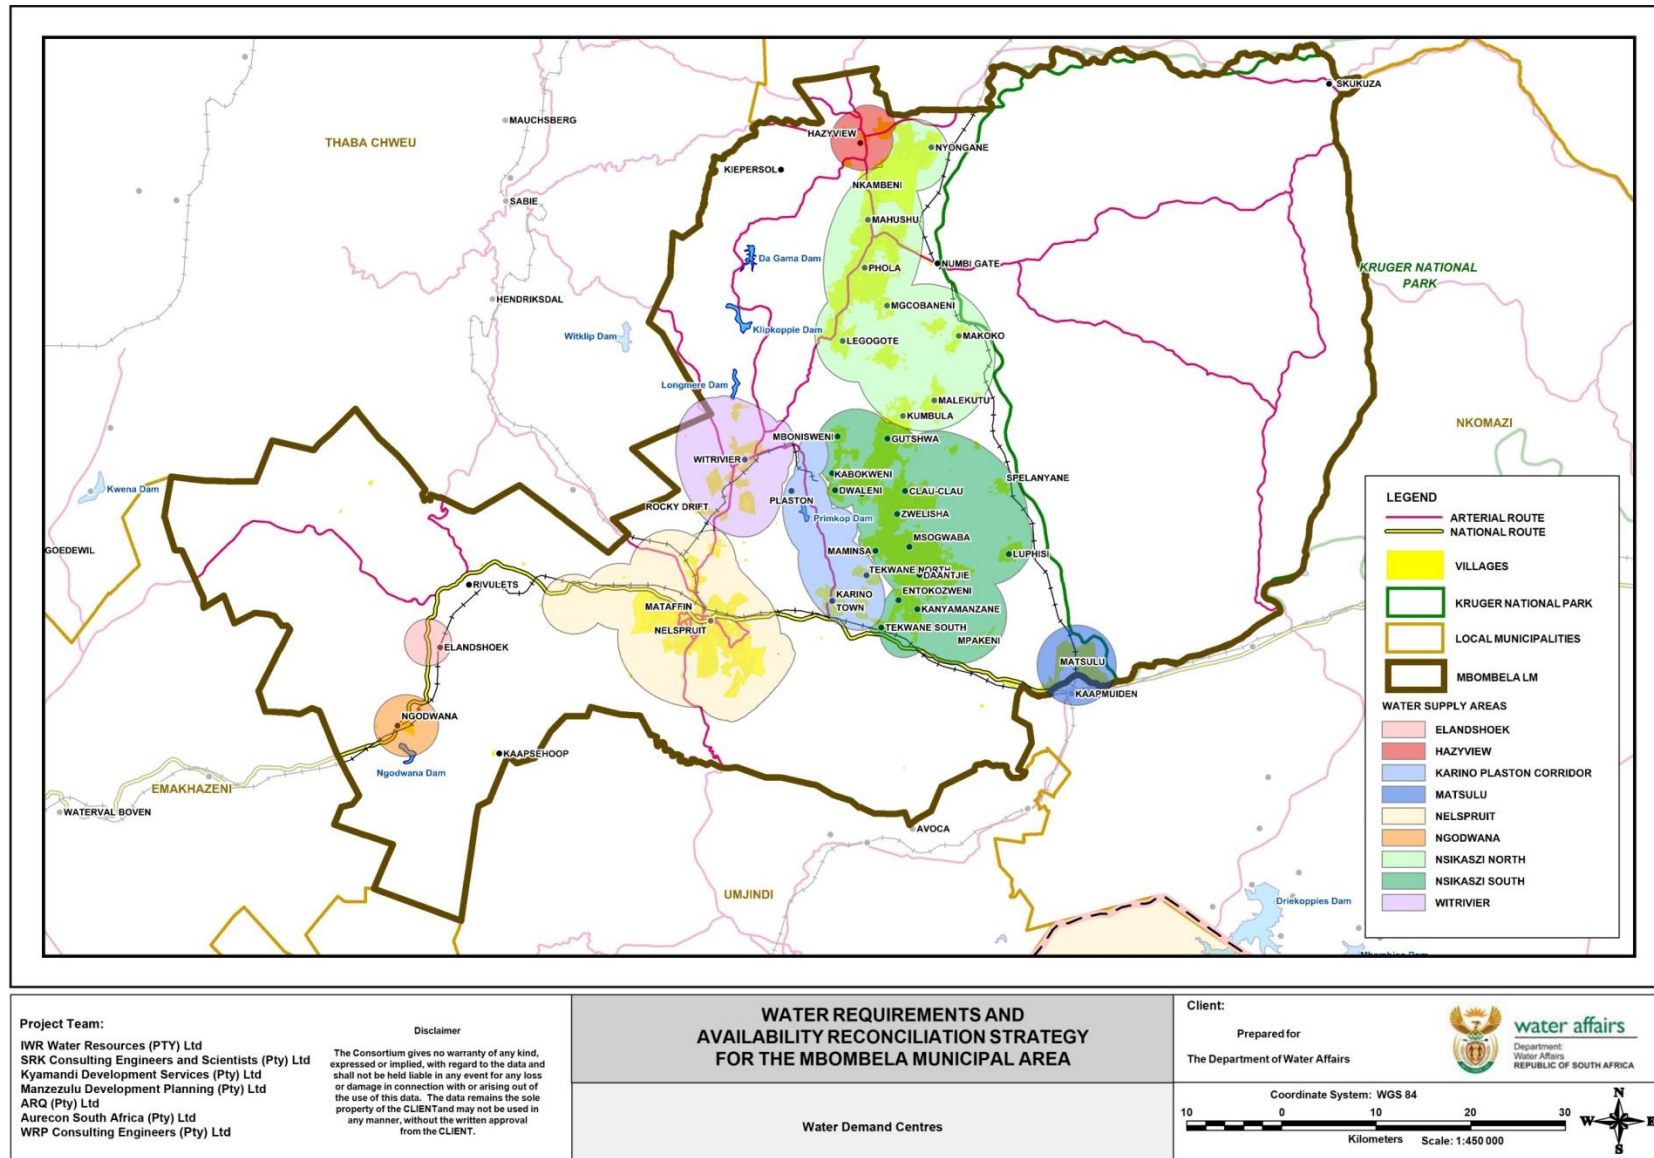 SKUKUZA
MAUCHSBERG
THABA CHWEU
HAZYVIEW
NYONGANE
KIEPERSOL
NKAMBENI
SABIE
MAHUSHU
Da Gama Dam
PHOLA
NUMBI GATE
KRUGER NATIONAL
PARK
HENDRIKSDAL
MGCOBANENI
Klipkoppie Dam
Witklip Dam
LEGOGOTE
MAKOKO
Longmere Dam
MALEKUTU
KUMBULA
NKOMAZI
MBONISWENI
GUTSHWA
WITRIVIER
KABOKWENI
SPELANYANE
Kwena Dam
DWALENI
CLAU-CLAU
PLASTON
ROCKY DRIFT
Primkop Dam
ZWELISHA
MSOGWABA
GOEDEWIL
MAMINSA
LUPHISI
TEKWANE NORTH
DAANTJIE
RIVULETS
KARINO
TOWN
ENTOKOZWENI
MATAFFIN
KANYAMANZANE
NELSPRUIT
TEKWANE SOUTH
MPAKENI
ELANDSHOEK
MATSULU
KAAPMUIDEN
NGODWANA
KAAPSEHOOP
Ngodwana Dam
EMAKHAZENI
WATERVAL BOVEN
AVOCA
UMJINDI
Driekoppies Dam
LEGEND
ARTERIAL ROUTE
NATIONAL ROUTE
VILLAGES
KRUGER NATIONAL PARK
LOCAL MUNICIPALITIES
MBOMBELA LM
WATER SUPPLY AREAS
ELANDSHOEK
HAZYVIEW
KARINO PLASTON CORRIDOR
MATSULU
NELSPRUIT
NGODWANA
NSIKASZI NORTH
NSIKASZI SOUTH
WITRIVIER
Project Team:
IWR Water Resources (PTY) Ltd
SRK Consulting Engineers and Scientists (Pty) Ltd
Kyamandi Development Services (Pty) Ltd
Manzezulu Development Planning (Pty) Ltd
ARQ (Pty) Ltd
Aurecon South Africa (Pty) Ltd
WRP Consulting Engineers (Pty) Ltd
Disclaimer
The Consortium gives no warranty of any kind,
expressed or implied, with regard to the data and
shall not be held liable in any event for any loss
or damage in connection with or arising out of
the use of this data. The data remains the sole
property of the CLIENTand may not be used in
any manner, without the written approval
from the CLIENT.
WATER REQUIREMENTS AND
AVAILABILITY RECONCILIATION STRATEGY
FOR THE MBOMBELA MUNICIPAL AREA
Water Demand Centres
Client:
Prepared for
The Department of Water Affairs
water affairs
Department:
Water Affairs
REPUBLIC OF SOUTH AFRICA
Coordinate System: WGS 84
10 0 10 20 30
Kilometers Scale: 1:450 000
N
W E
S